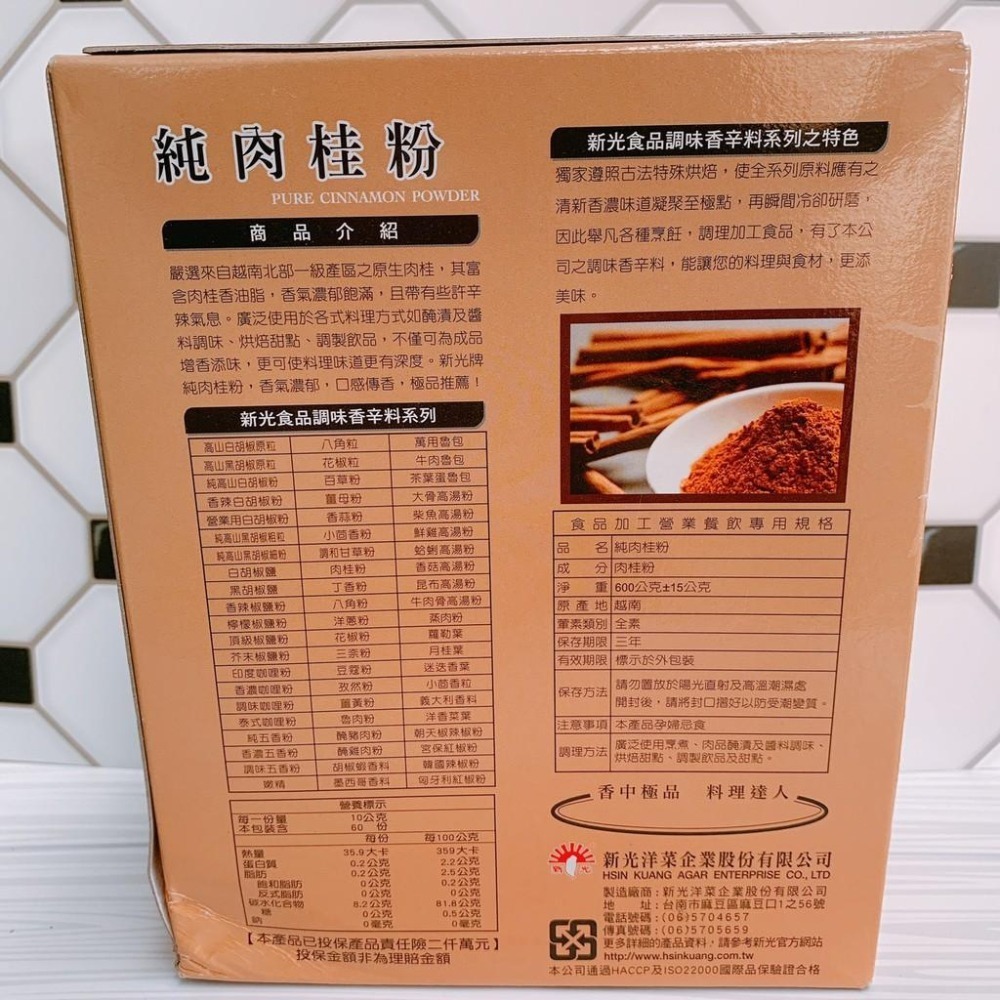 純肉桂粉
PURE CINNAMON POWDER
商品介紹
嚴選來自越南北部一級產區之原生肉桂，其富
含肉桂香油脂，香氣濃郁飽滿，且帶有些許辛
辣氣息。廣泛使用於各式料理方式如醃漬及醬
料調味、烘焙甜點、調製飲品，不僅可為成品
增香添味，更可使料理味道更有深度。新光牌
純肉桂粉，香氣濃郁，口感傳香，極品推薦！
新光食品調味香辛料系列
高山白胡椒原粒 八角粒 萬用魯包
高山黑胡椒原粒 花椒粒 牛肉魯包
純高山白胡椒粉 百草粉 茶葉蛋魯包
香辣白胡椒粉 薑母粉 大骨高湯粉
營業用白胡椒粉 香蒜粉 柴魚高湯粉
純高山黑胡椒粗粒 小茴香粉 鮮雞高湯粉
純高山黑胡椒細粉 調和甘草粉 蛤蜊高湯粉
白胡椒鹽 肉桂粉 香菇高湯粉
黑胡椒鹽 丁香粉 昆布高湯粉
香辣椒鹽粉 八角粉 牛肉骨高湯粉
檸檬椒鹽粉 洋蔥粉 蒸肉粉
頂級椒鹽粉 花椒粉 羅勒葉
芥末椒鹽粉 三奈粉 月桂葉
印度咖哩粉 豆蔻粉 迷迭香葉
香濃咖哩粉 孜然粉 小茴香粒
調味咖哩粉 薑黃粉 義大利香料
泰式咖哩粉 魯肉粉 洋香菜葉
純五香粉 醃豬肉粉 朝天椒辣椒粉
香濃五香粉 醃雞肉粉 宮保紅椒粉
調味五香粉 胡椒蝦香料 韓國辣椒粉
嫩精 墨西哥香料 匈牙利紅椒粉
營養標示
每一份量 10公克
本包裝含 60 份
每份 每100公克
熱量 35.9大卡 359大卡
蛋白質 0.2公克 2.2公克
脂肪 0.2公克 2.5公克
飽和脂肪 0公克 0.2公克
反式脂肪 0公克 0公克
碳水化合物 8.2公克 81.8公克
糖 0公克 0.5公克
鈉 0毫克 0毫克
【本產品已投保產品責任險二仟萬元】
投保金額非為理賠金額
新光食品調味香辛料系列之特色
獨家遵照古法特殊烘焙，使全系列原料應有之
清新香濃味道凝聚至極點，再瞬間冷卻研磨，
因此舉凡各種烹飪，調理加工食品，有了本公
司之調味香辛料，能讓您的料理與食材，更添
美味。
食品加工營業餐飲專用規格
品名 純肉桂粉
成分 肉桂粉
淨重 600公克±15公克
原產地 越南
葷素類別 全素
保存期限 三年
有效期限 標示於外包裝
保存方法 請勿置放於陽光直射及高溫潮濕處
開封後，請將封口摺好以防受潮變質。
注意事項 本產品孕婦忌食
調理方法 廣泛使用烹煮、肉品醃漬及醬料調味、
烘焙甜點、調製飲品及甜點。
香中極品 料理達人
新光
新光洋菜企業股份有限公司
HSIN KUANG AGAR ENTERPRISE CO., LTD
製造廠商：新光洋菜企業股份有限公司
地址：台南市麻豆區麻豆口1之56號
電話號碼：(06)5704657
傳真號碼：(06)5705659
更多詳細的產品資料，請參考新光官方網站
http://www.hsinkuang.com.tw
本公司通過HACCP及ISO22000國際品保驗證合格